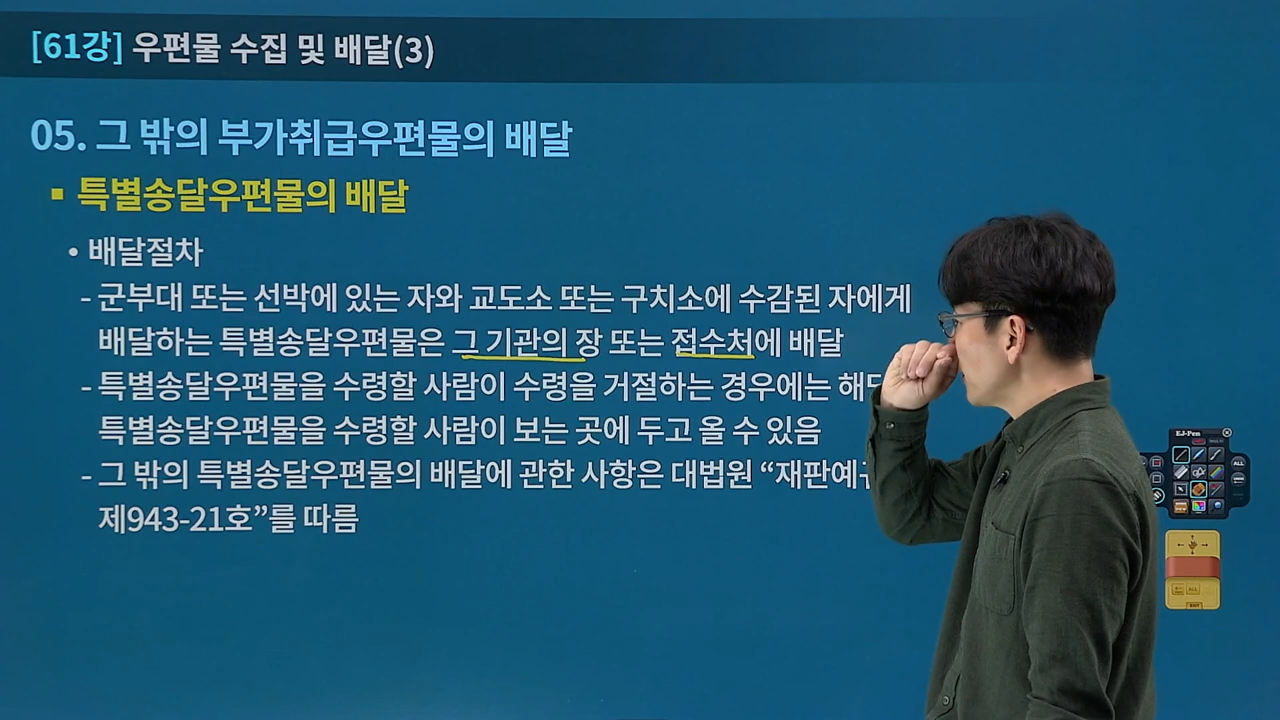 [61강] 우편물 수집 및 배달(3)
05. 그 밖의 부가취급우편물의 배달
▪ 특별송달우편물의 배달
• 배달절차
- 군부대 또는 선박에 있는 자와 교도소 또는 구치소에 수감된 자에게
배달하는 특별송달우편물은 그 기관의 장 또는 접수처에 배달
- 특별송달우편물을 수령할 사람이 수령을 거절하는 경우에는
특별송달우편물을 수령할 사람이 보는 곳에 두고 올 수 있음
- 그 밖의 특별송달우편물의 배달에 관한 사항은 대법원 “재판예규
제943-21호”를 따름
EJ-Pen
ALL
ALL
EXIT